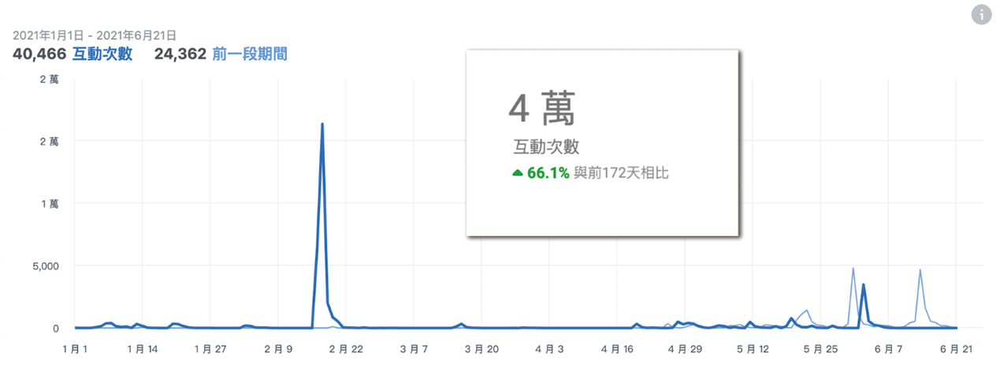 2021年1月1日 - 2021年6月21日
40,466 互動次數 24,362 前一段期間
4 萬
互動次數
66.1% 與前172天相比
2 萬
2 萬
1 萬
5,000
0
1 月 1 1 月 14 1 月 27 2 月 9 2 月 22 3 月 7 3 月 20 4 月 3 4 月 16 4 月 29 5 月 12 5 月 25 6 月 7 6 月 21